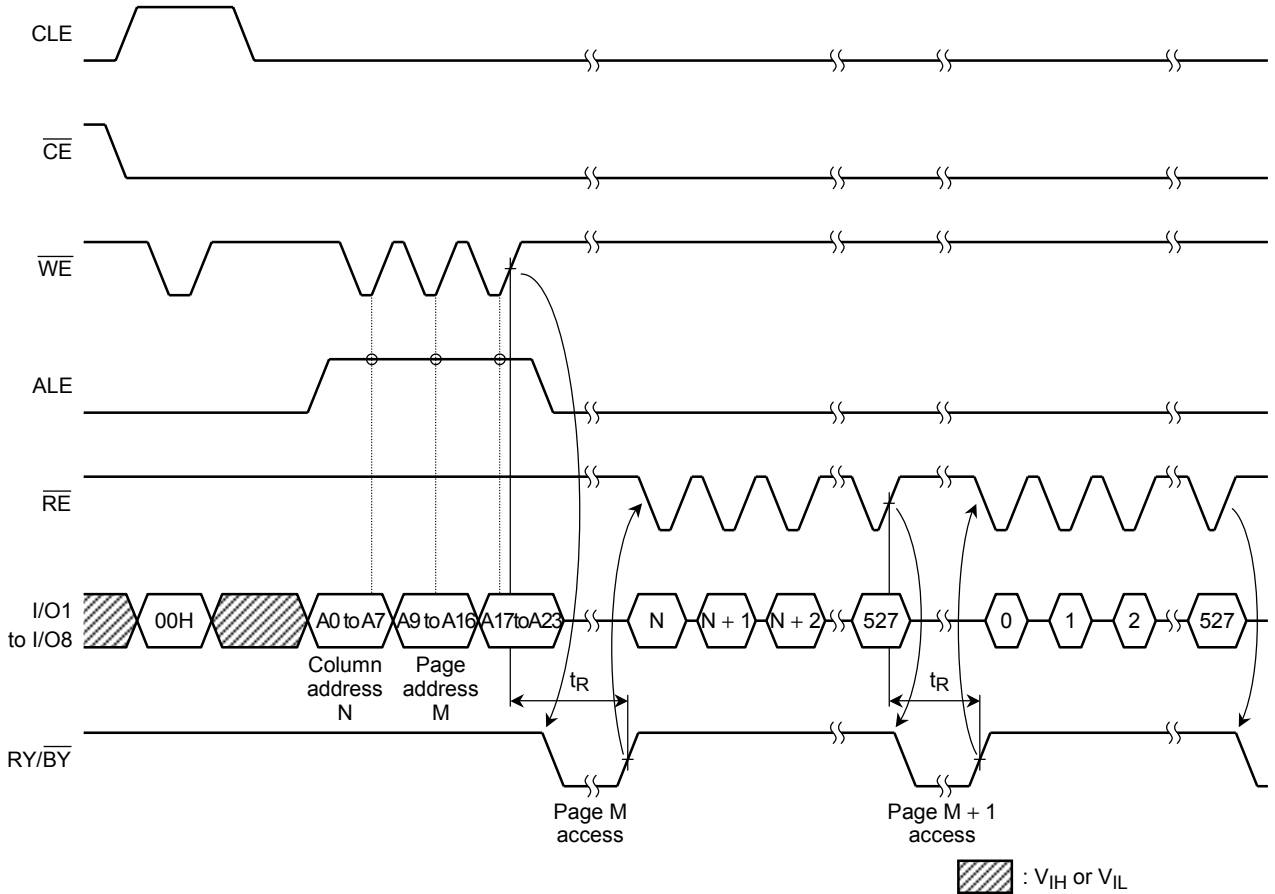 CLE
CE
WE
ALE
RE
I/O1
to I/O8
00H
A0 to A7
A9 to A16
A17 to A23
N
N + 1
N + 2
527
0
1
2
527
Column
address
N
Page
address
M
tR
tR
RY/BY
Page M
access
Page M + 1
access
: VIH or VIL